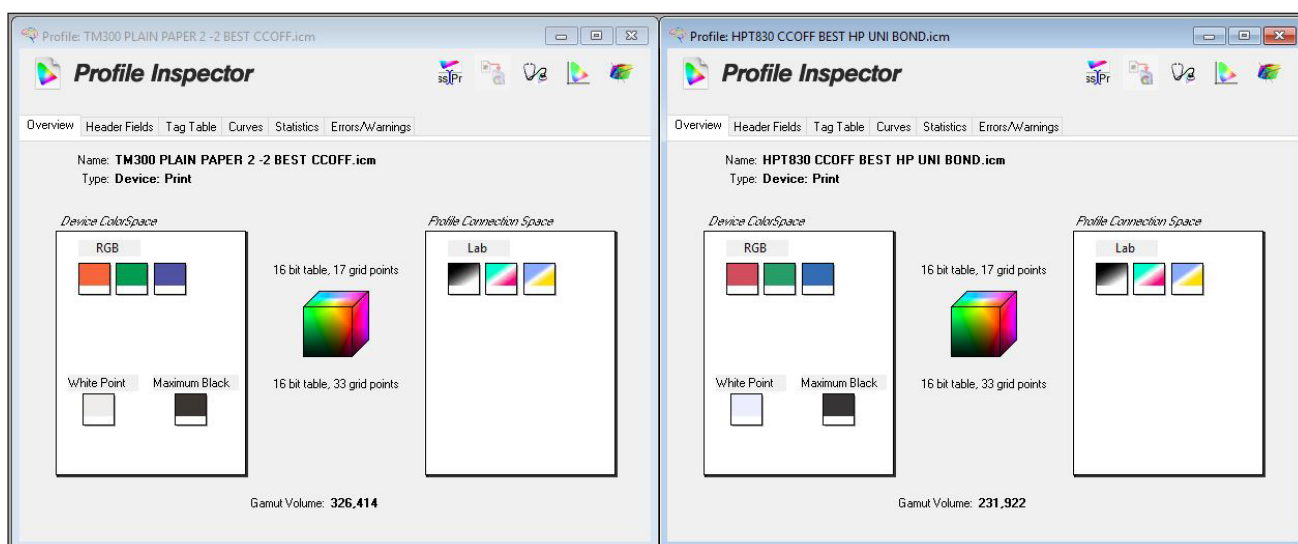 Profile: TM300 PLAIN PAPER 2 -2 BEST CCOFF.icm
Profile Inspector
ss Pr
Overview Header Fields Tag Table Curves Statistics Errors/Warnings
Name: TM300 PLAIN PAPER 2 -2 BEST CCOFF.icm
Type: Device: Print
Device ColorSpace
Profile Connection Space
RGB
Lab
16 bit table, 17 grid points
16 bit table, 33 grid points
White Point
Maximum Black
Gamut Volume: 326,414
Profile: HPT830 CCOFF BEST HP UNI BOND.icm
Profile Inspector
ss Pr
Overview Header Fields Tag Table Curves Statistics Errors/Warnings
Name: HPT830 CCOFF BEST HP UNI BOND.icm
Type: Device: Print
Device ColorSpace
Profile Connection Space
RGB
Lab
16 bit table, 17 grid points
16 bit table, 33 grid points
White Point
Maximum Black
Gamut Volume: 231,922